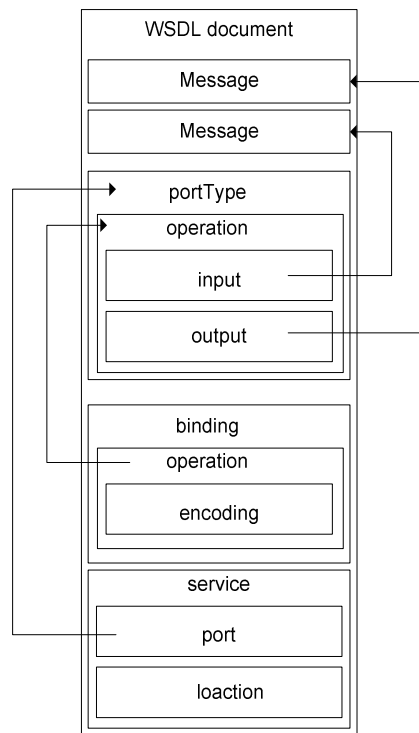 WSDL document
Message
Message
portType
operation
input
output
binding
operation
encoding
service
port
loaction